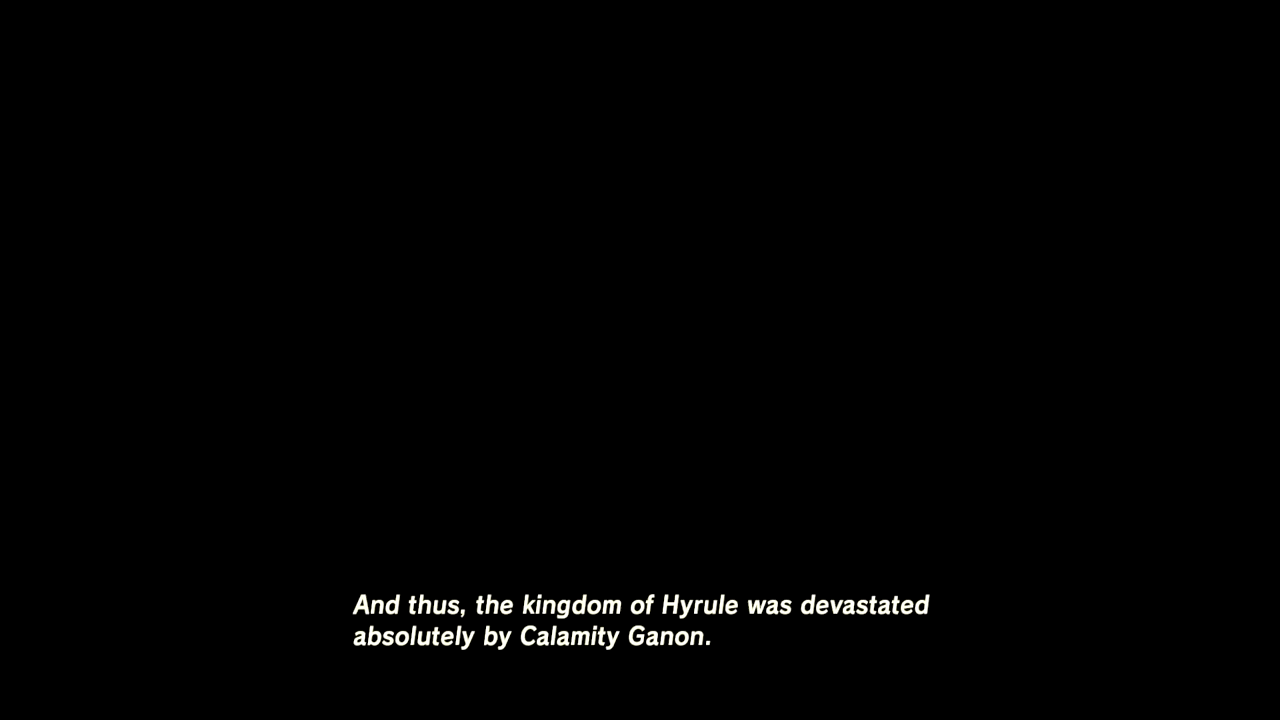 And thus, the kingdom of Hyrule was devastated
absolutely by Calamity Ganon.